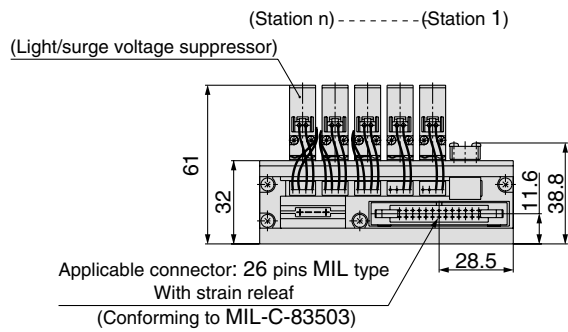 (Station n) - - - - - - - -(Station 1)
(Light/surge voltage suppressor)
61
32
11.6
38.8
28.5
Applicable connector: 26 pins MIL type
With strain releaf
(Conforming to MIL-C-83503)